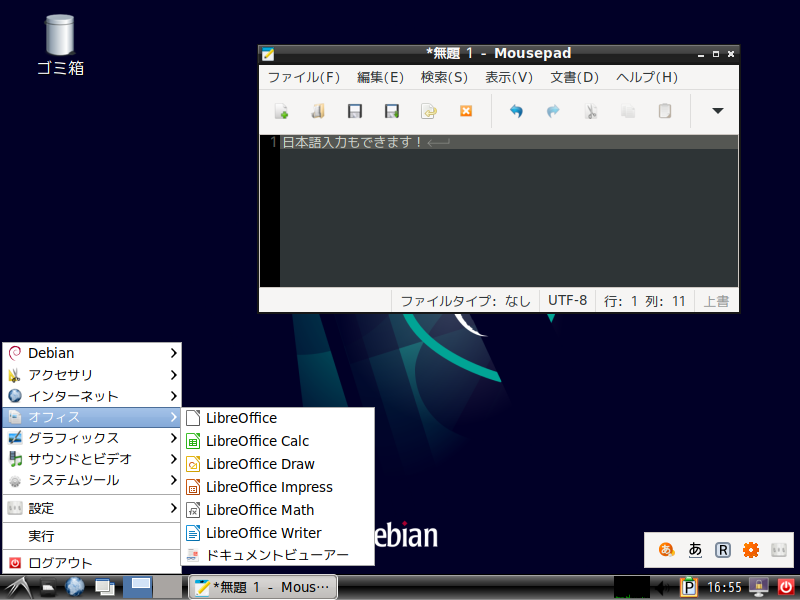 ゴミ箱
*無題 1 - Mousepad
ファイル(F) 編集(E) 検索(S) 表示(V) 文書(D) ヘルプ(H)
1 日本語入力もできます！
ファイルタイプ: なし UTF-8 行: 1 列: 11 上書
Debian
アクセサリ
インターネット
オフィス
グラフィックス
サウンドとビデオ
システムツール
設定
実行
ログアウト
LibreOffice
LibreOffice Calc
LibreOffice Draw
LibreOffice Impress
LibreOffice Math
LibreOffice Writer
ドキュメントビューアー
ebian
あ あ R
*無題 1 - Mous…
P 16:55